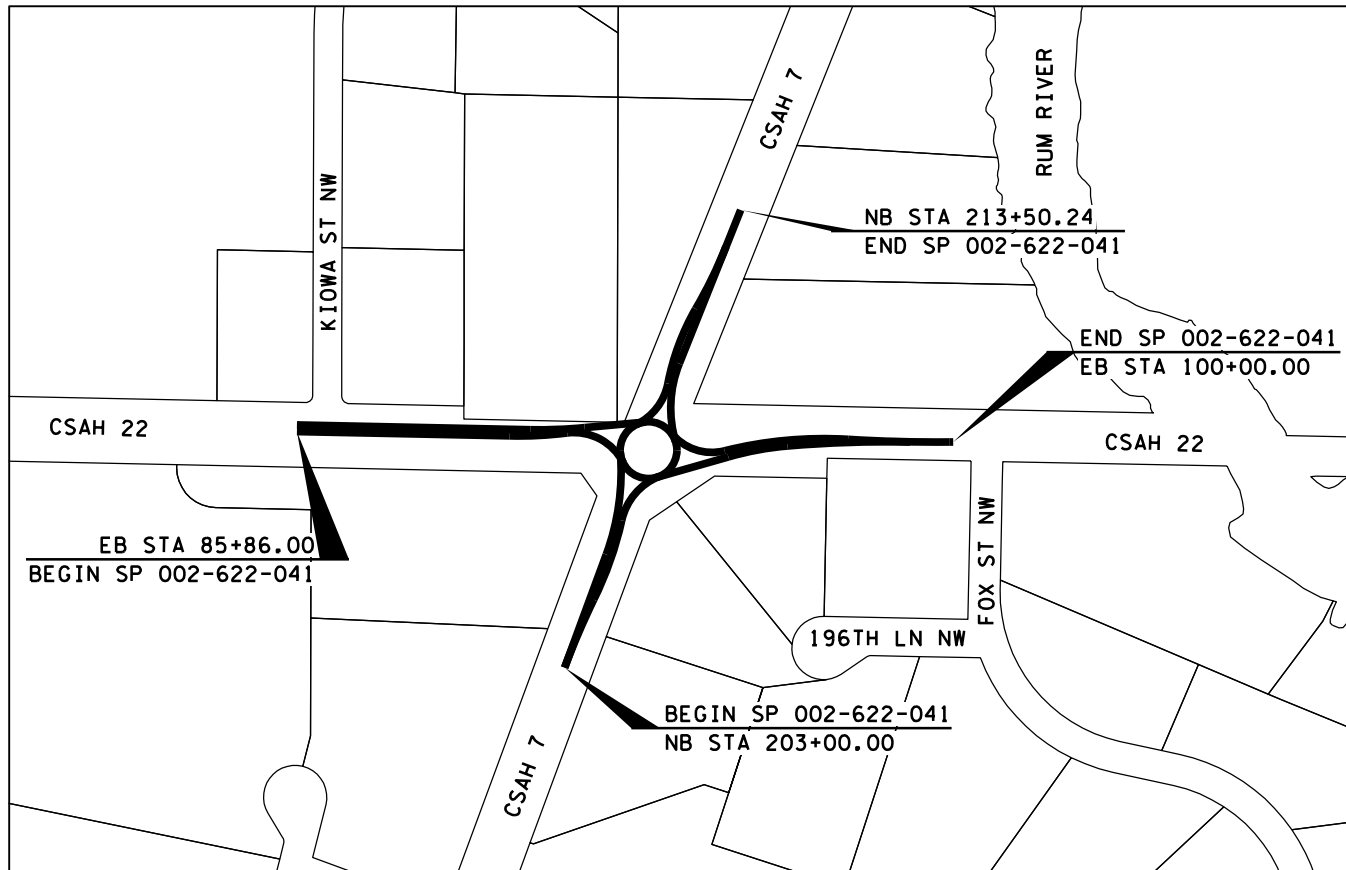 CSAH 7
RUM RIVER
KIOWA ST NW
NB STA 213+50.24
END SP 002-622-041
END SP 002-622-041
EB STA 100+00.00
CSAH 22
CSAH 22
EB STA 85+86.00
BEGIN SP 002-622-041
FOX ST NW
196TH LN NW
BEGIN SP 002-622-041
NB STA 203+00.00
CSAH 7